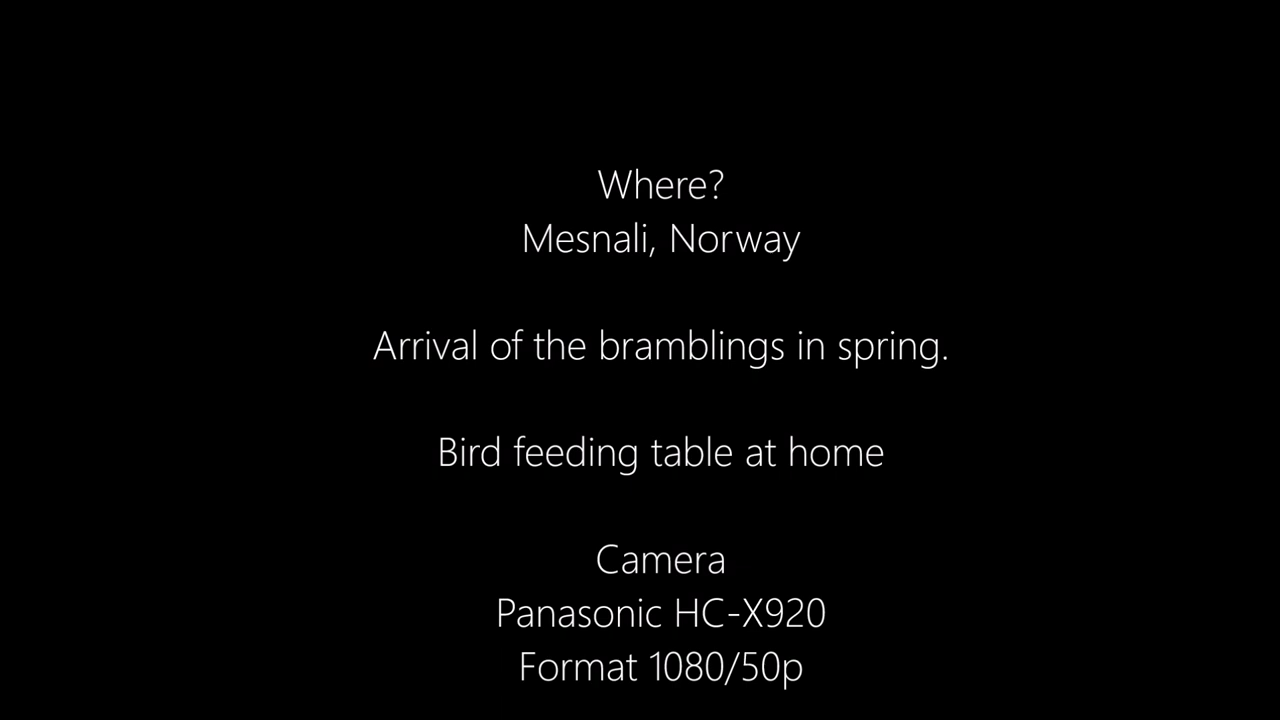 Where?
Mesnali, Norway
Arrival of the bramblings in spring.
Bird feeding table at home
Camera
Panasonic HC-X920
Format 1080/50p